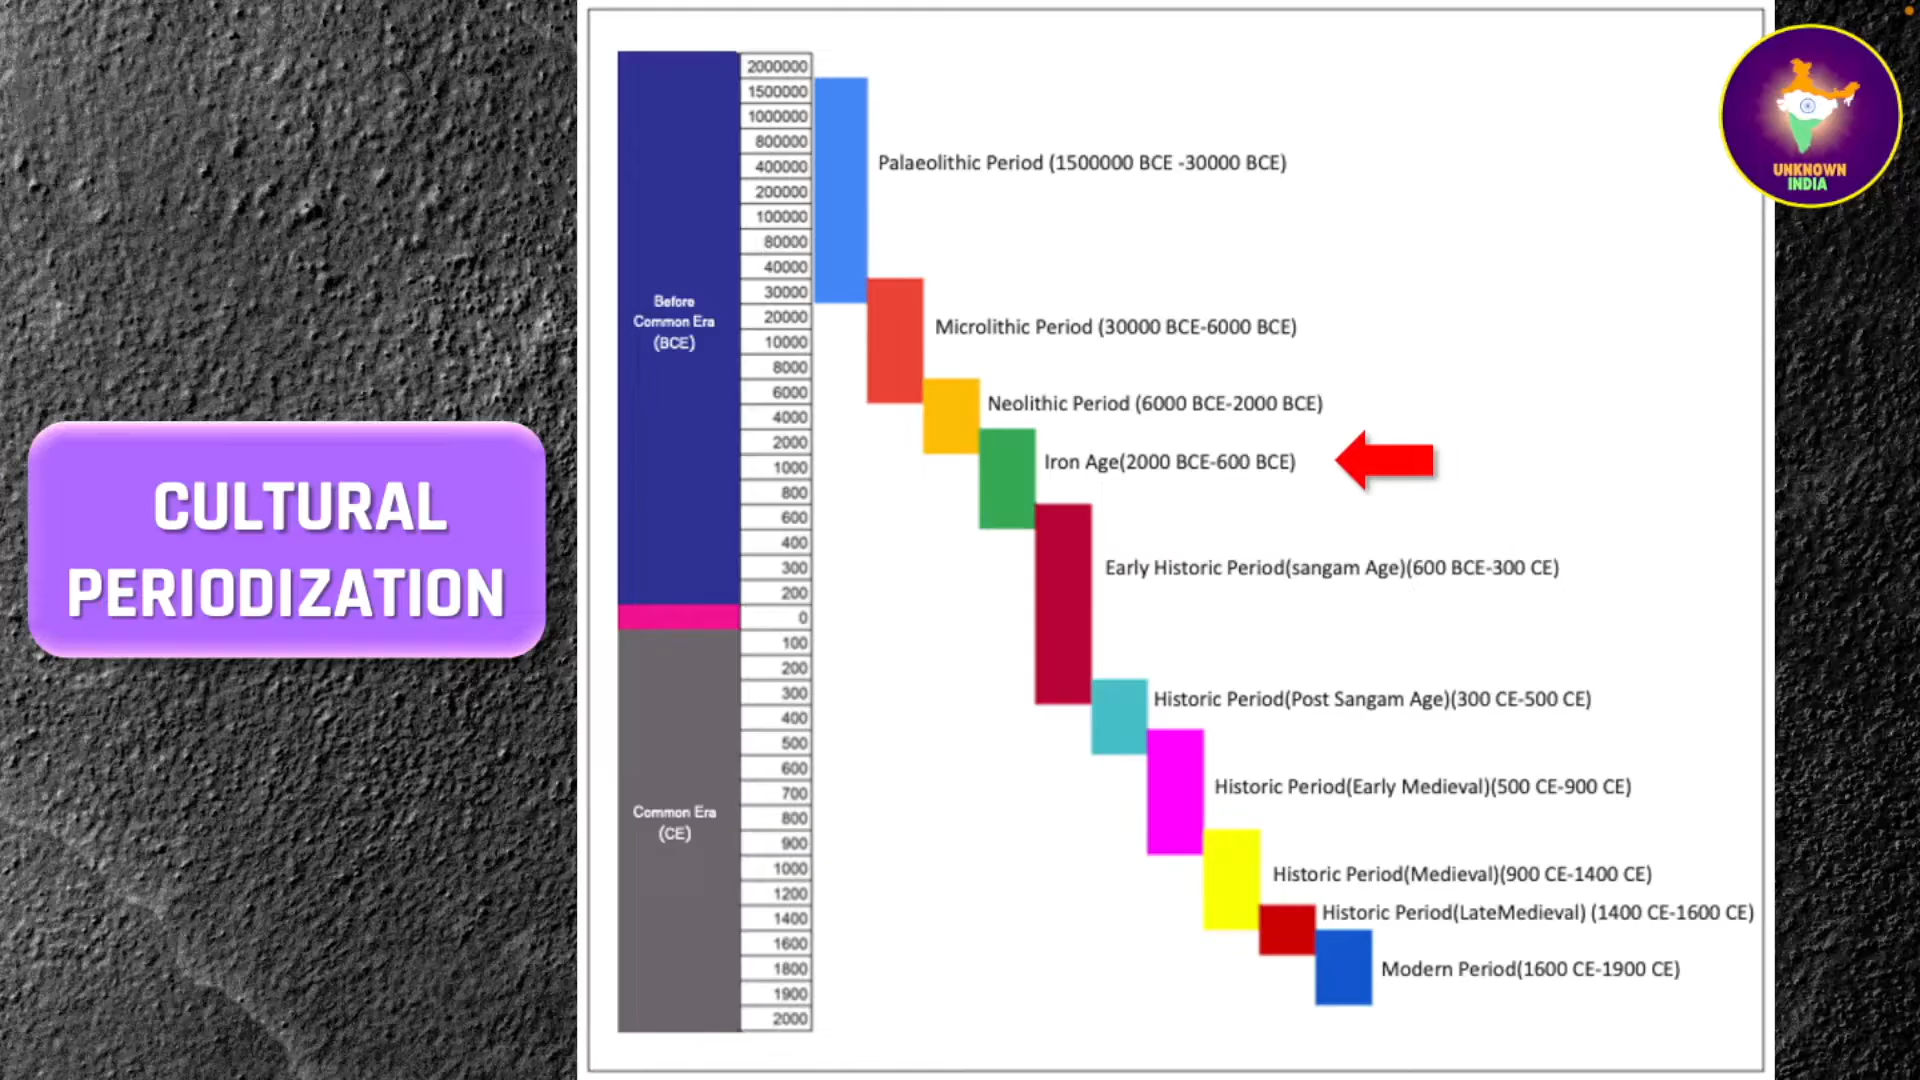 CULTURAL
PERIODIZATION
Before
Common Era
(BCE)
Common Era
(CE)
2000000
1500000
1000000
800000
400000
200000
100000
80000
40000
30000
20000
10000
8000
6000
4000
2000
1000
800
600
400
300
200
0
100
200
300
400
500
600
700
800
900
1000
1200
1400
1600
1800
1900
2000
Palaeolithic Period (1500000 BCE -30000 BCE)
Microlithic Period (30000 BCE-6000 BCE)
Neolithic Period (6000 BCE-2000 BCE)
Iron Age(2000 BCE-600 BCE)
Early Historic Period(sangam Age)(600 BCE-300 CE)
Historic Period(Post Sangam Age)(300 CE-500 CE)
Historic Period(Early Medieval)(500 CE-900 CE)
Historic Period(Medieval)(900 CE-1400 CE)
Historic Period(LateMedieval) (1400 CE-1600 CE)
Modern Period(1600 CE-1900 CE)
UNKNOWN
INDIA